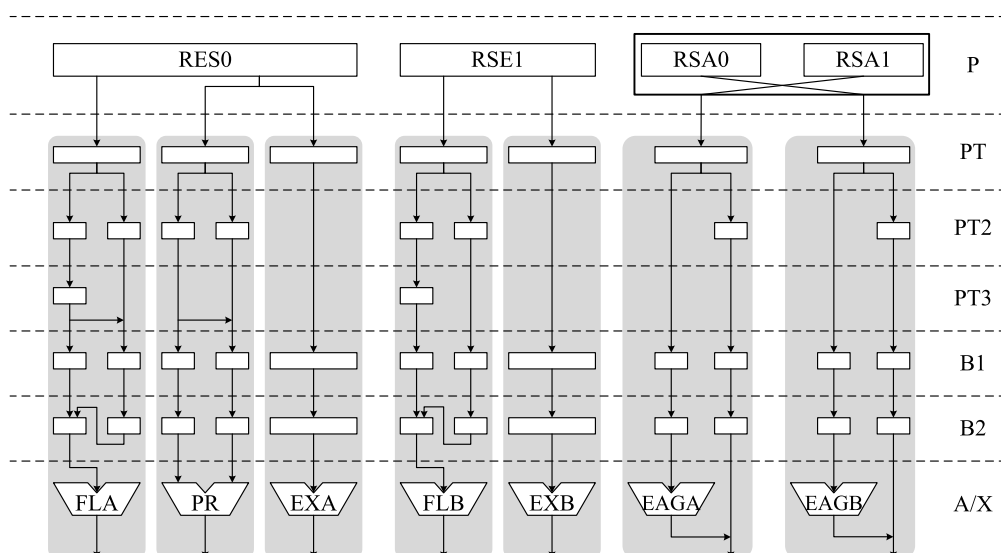 RES0 RSE1 RSA0 RSA1 P
PT
PT2
PT3
B1
B2
FLA PR EXA FLB EXB EAGA EAGB A/X